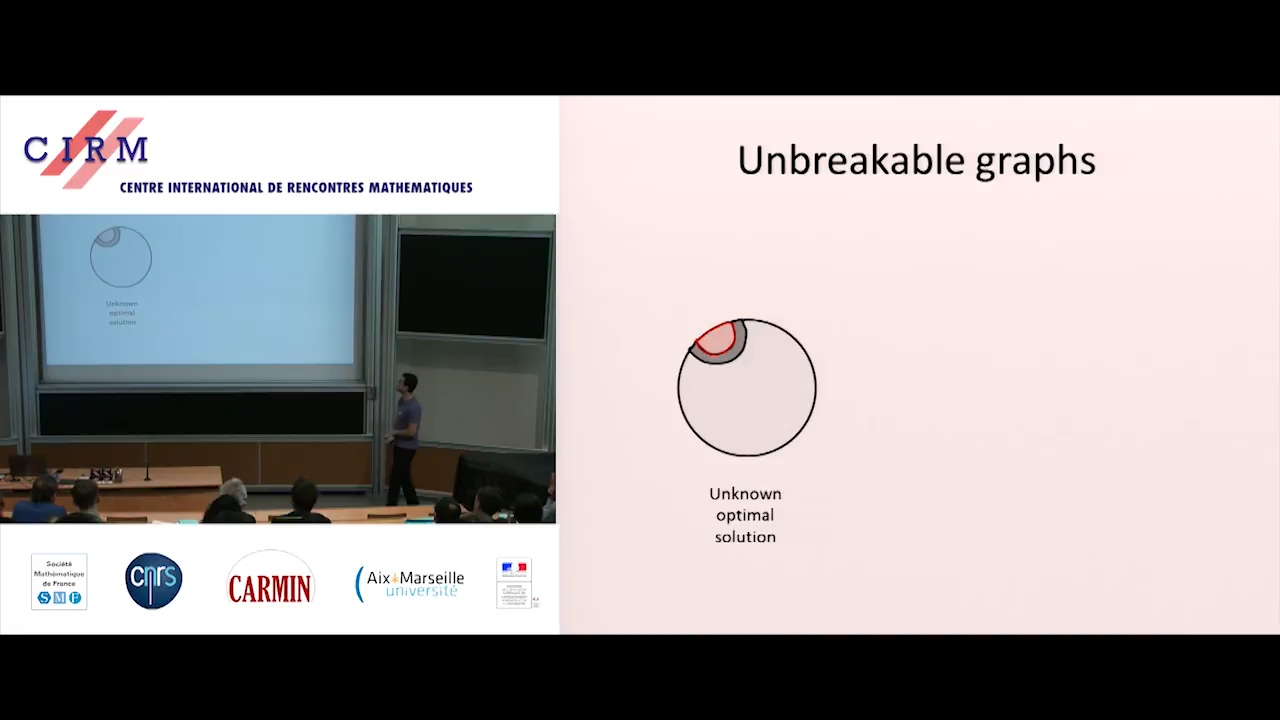 CIRM
CENTRE INTERNATIONAL DE RENCONTRES MATHEMATIQUES
Unbreakable graphs
Unknown
optimal
solution
Unknown
optimal
solution
Société
Mathématique
de France
S M F
cnrs
CARMIN
Aix*Marseille
université